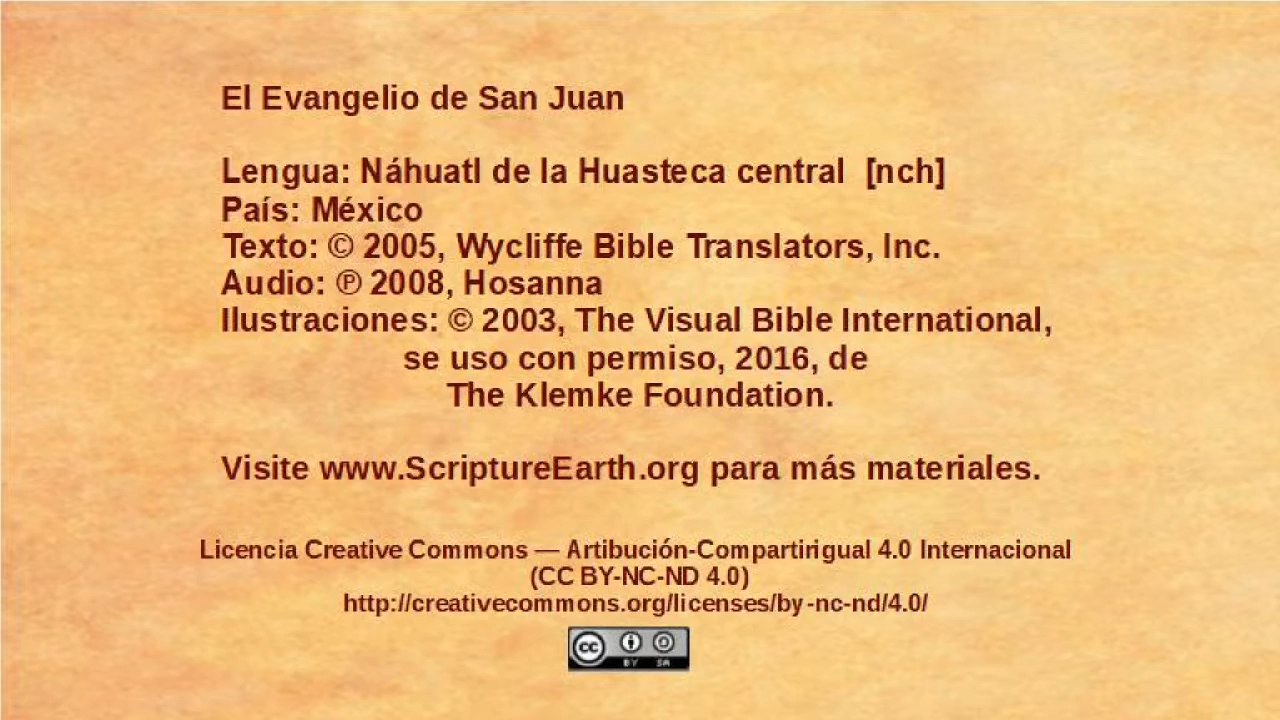 El Evangelio de San Juan
Lengua: Náhuatl de la Huasteca central [nch]
País: México
Texto: © 2005, Wycliffe Bible Translators, Inc.
Audio: ℗ 2008, Hosanna
Ilustraciones: © 2003, The Visual Bible International,
se uso con permiso, 2016, de
The Klemke Foundation.
Visite www.ScriptureEarth.org para más materiales.
Licencia Creative Commons — Artibución-Compartirigual 4.0 Internacional
(CC BY-NC-ND 4.0)
http://creativecommons.org/licenses/by-nc-nd/4.0/
cc BY SA